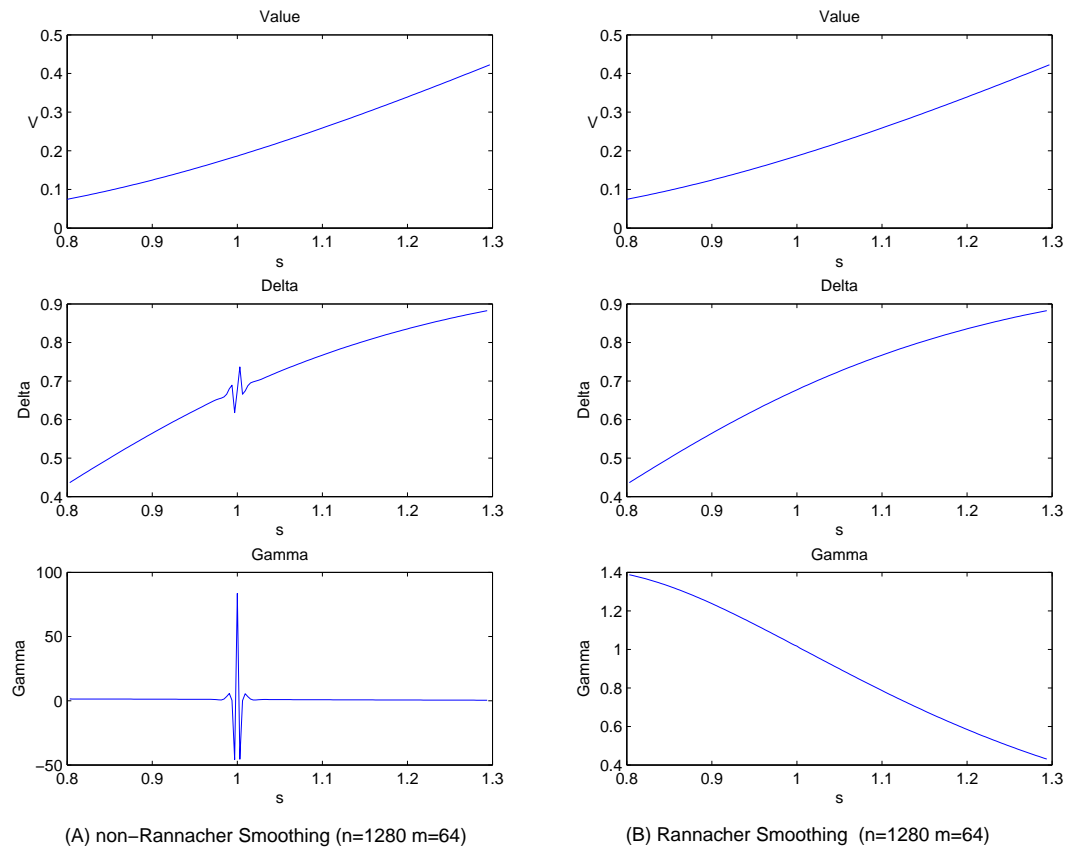 Value
0.5
0.4
0.3
V
0.2
0.1
0
0.8 0.9 1 1.1 1.2 1.3
s
Delta
0.9
0.8
0.7
Delta
0.6
0.5
0.4
0.8 0.9 1 1.1 1.2 1.3
s
Gamma
100
50
Gamma
0
−50
0.8 0.9 1 1.1 1.2 1.3
s
(A) non−Rannacher Smoothing (n=1280 m=64)
Value
0.5
0.4
0.3
V
0.2
0.1
0
0.8 0.9 1 1.1 1.2 1.3
s
Delta
0.9
0.8
0.7
Delta
0.6
0.5
0.4
0.8 0.9 1 1.1 1.2 1.3
s
Gamma
1.4
1.2
1
Gamma
0.8
0.6
0.4
0.8 0.9 1 1.1 1.2 1.3
s
(B) Rannacher Smoothing (n=1280 m=64)